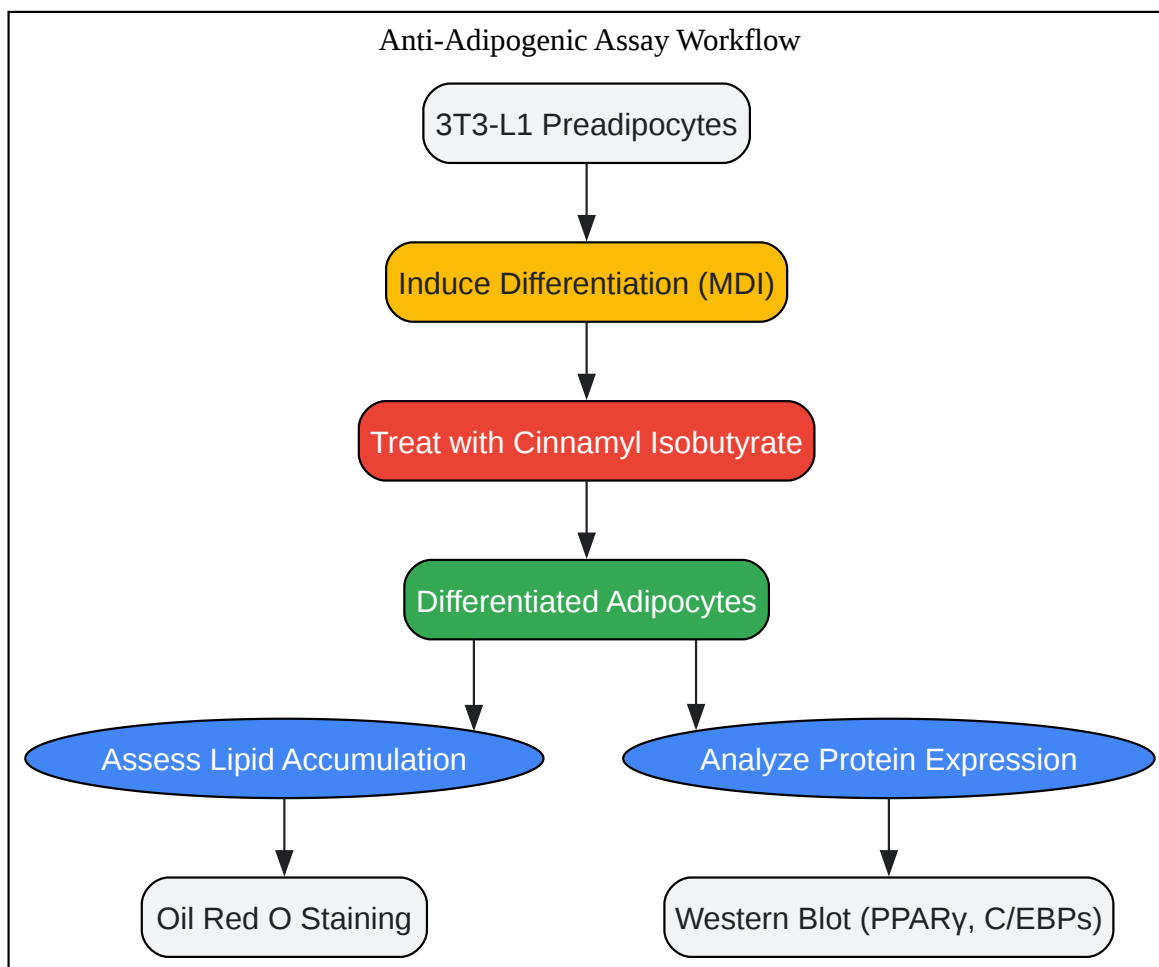 Anti-Adipogenic Assay Workflow
3T3-L1 Preadipocytes
Induce Differentiation (MDI)
Treat with Cinnamyl Isobutyrate
Differentiated Adipocytes
Assess Lipid Accumulation
Analyze Protein Expression
Oil Red O Staining
Western Blot (PPARγ, C/EBPs)